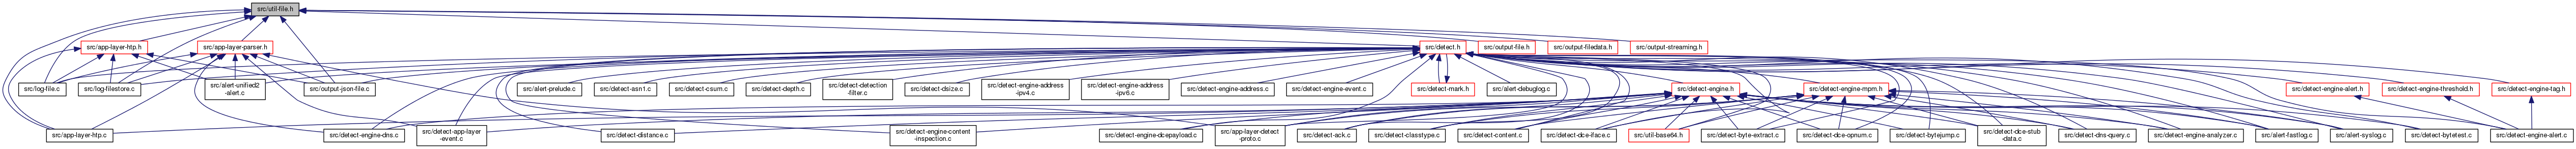 src/util-file.h
src/app-layer-htp.h
src/app-layer-parser.h
src/detect.h
src/output-file.h
src/output-filedata.h
src/output-streaming.h
src/log-file.c
src/log-filestore.c
src/alert-unified2
-alert.c
src/output-json-file.c
src/alert-prelude.c
src/detect-asn1.c
src/detect-csum.c
src/detect-depth.c
src/detect-detection
-filter.c
src/detect-dsize.c
src/detect-engine-address
-ipv4.c
src/detect-engine-address
-ipv6.c
src/detect-engine-address.c
src/detect-engine-event.c
src/detect-mark.h
src/alert-debuglog.c
src/detect-engine.h
src/detect-engine-mpm.h
src/detect-engine-alert.h
src/detect-engine-threshold.h
src/detect-engine-tag.h
src/app-layer-htp.c
src/detect-engine-dns.c
src/detect-app-layer
-event.c
src/detect-distance.c
src/detect-engine-content
-inspection.c
src/detect-engine-dcepayload.c
src/app-layer-detect
-proto.c
src/detect-ack.c
src/detect-classtype.c
src/detect-content.c
src/detect-dce-iface.c
src/util-base64.h
src/detect-byte-extract.c
src/detect-dce-opnum.c
src/detect-bytejump.c
src/detect-dce-stub
-data.c
src/detect-dns-query.c
src/detect-engine-analyzer.c
src/alert-fastlog.c
src/alert-syslog.c
src/detect-bytetest.c
src/detect-engine-alert.c